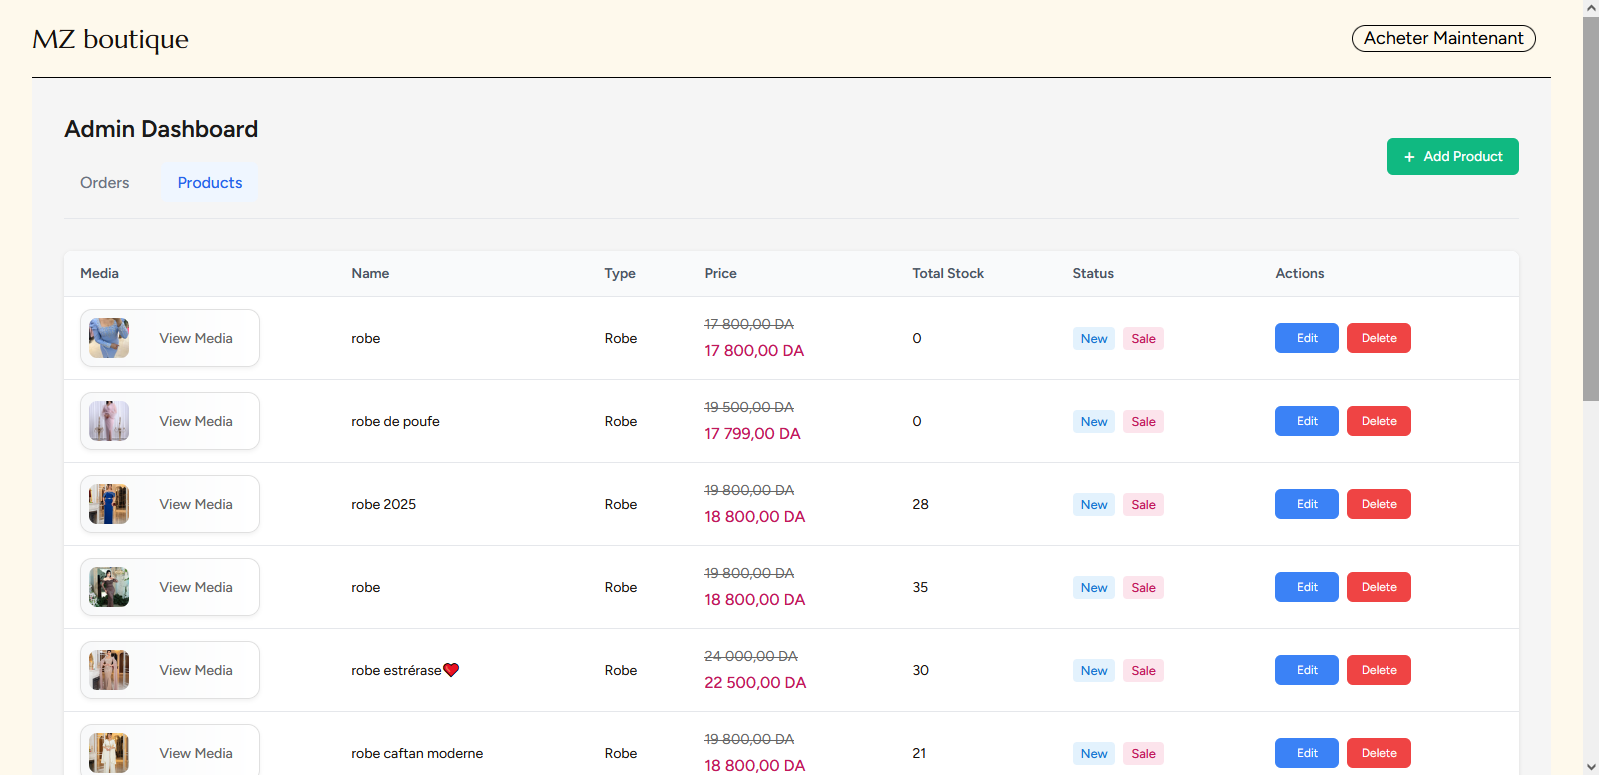 MZ boutique
Acheter Maintenant
Admin Dashboard
+ Add Product
Orders Products
Media Name Type Price Total Stock Status Actions
17 800,00 DA
View Media robe Robe 0 New Sale Edit Delete
17 800,00 DA
19 500,00 DA
View Media robe de poufe Robe 0 New Sale Edit Delete
17 799,00 DA
19 800,00 DA
View Media robe 2025 Robe 28 New Sale Edit Delete
18 800,00 DA
19 800,00 DA
View Media robe Robe 35 New Sale Edit Delete
18 800,00 DA
24 000,00 DA
View Media robe estrérase❤️ Robe 30 New Sale Edit Delete
22 500,00 DA
19 800,00 DA
View Media robe caftan moderne Robe 21 New Sale Edit Delete
18 800,00 DA